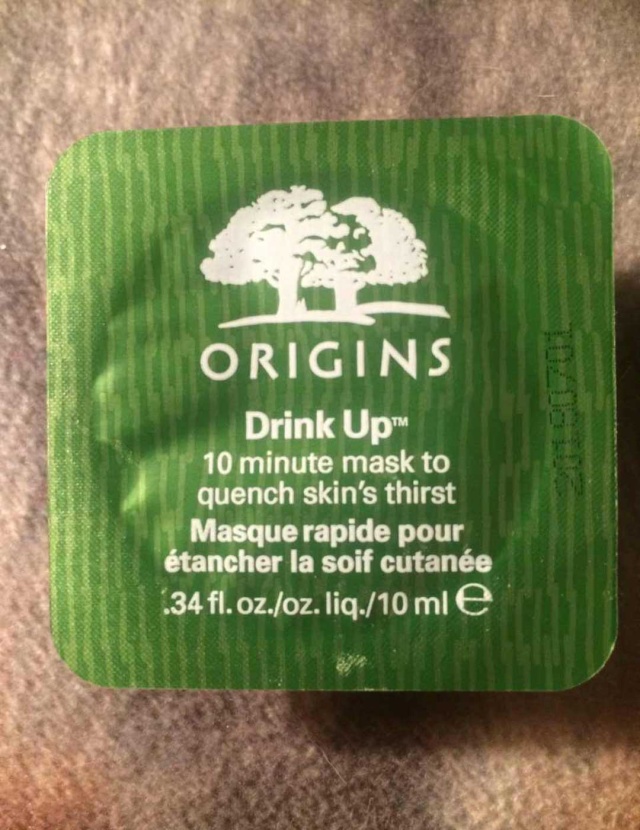 ORIGINS
Drink Up™
10 minute mask to
quench skin's thirst
Masque rapide pour
étancher la soif cutanée
.34 fl. oz./oz. liq./10 ml ℮